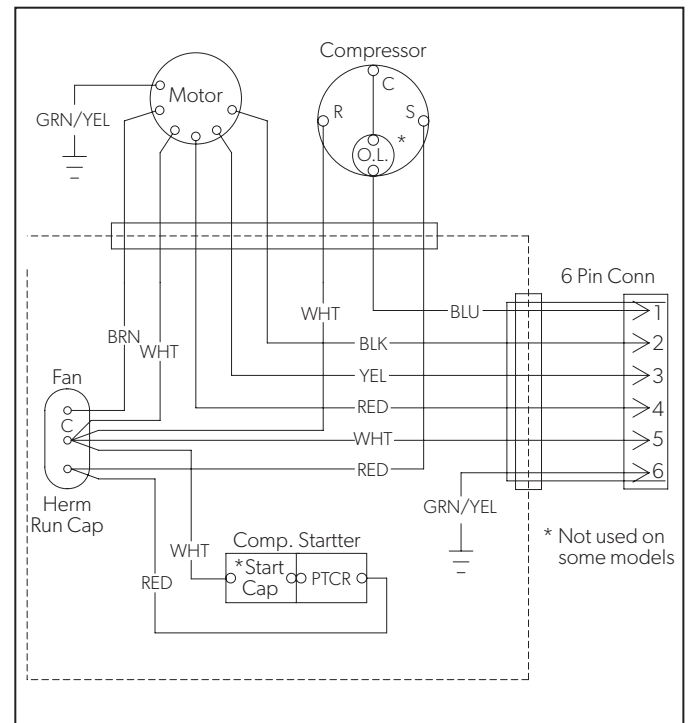 Compressor
Motor
C
R
S
*
O.L.
GRN/YEL
6 Pin Conn
WHT
BLU
1
BRN
WHT
BLK
2
Fan
YEL
3
C
RED
4
WHT
5
RED
6
Herm
Run Cap
GRN/YEL
WHT
Comp. Startter
* Not used on
some models
RED
*Start
Cap
PTCR